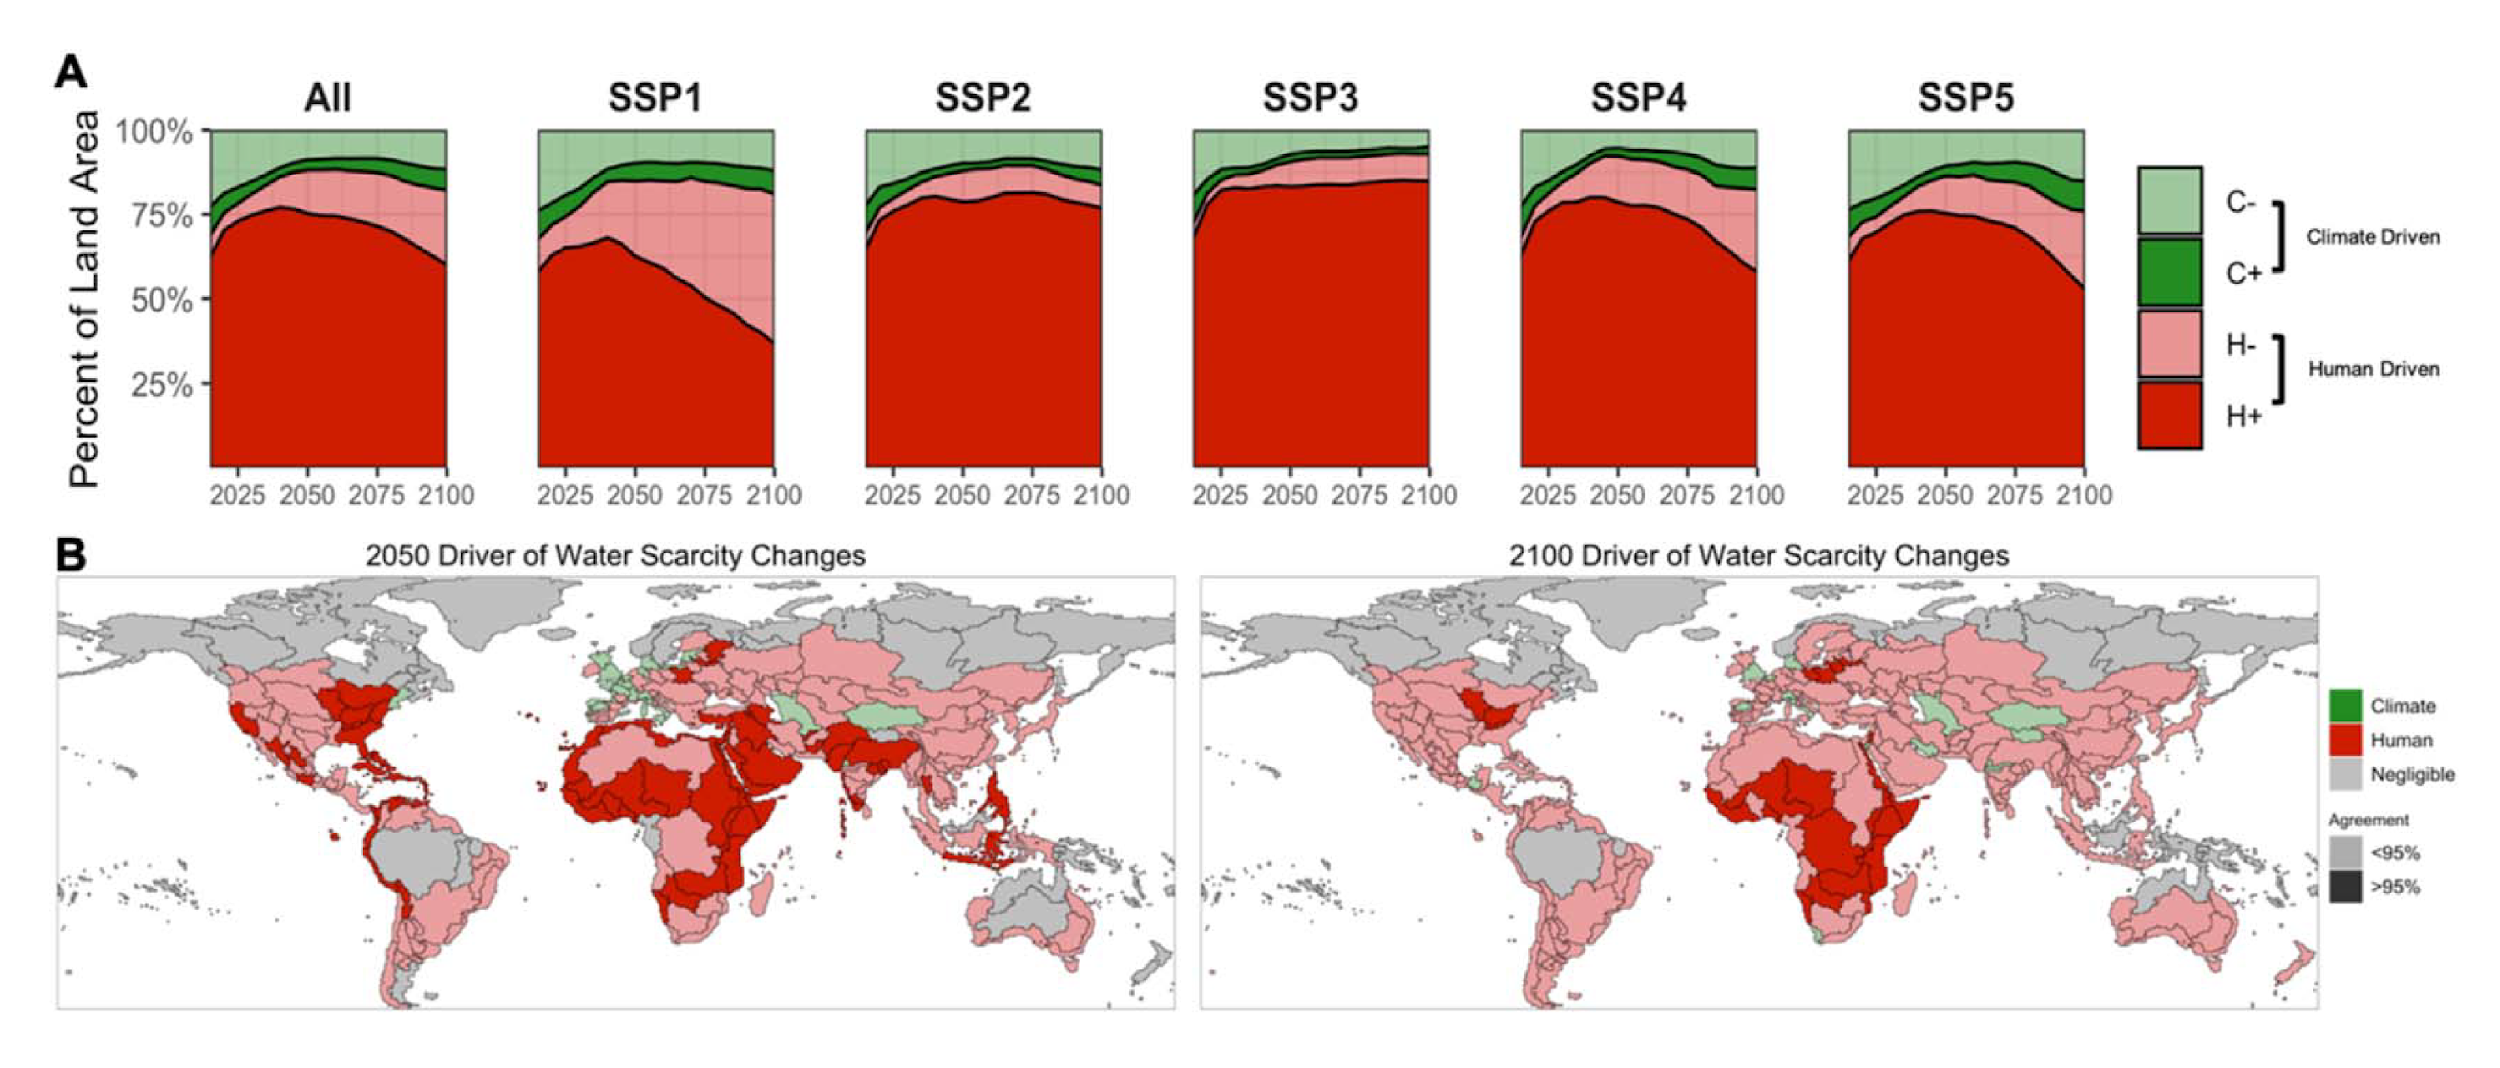 A
All SSP1 SSP2 SSP3 SSP4 SSP5
Percent of Land Area
100%
75%
50%
25%
2025 2050 2075 2100 2025 2050 2075 2100 2025 2050 2075 2100 2025 2050 2075 2100 2025 2050 2075 2100 2025 2050 2075 2100
C-
C+
Climate Driven
H-
H+
Human Driven
B
2050 Driver of Water Scarcity Changes
2100 Driver of Water Scarcity Changes
Climate
Human
Negligible
Agreement
<95%
>95%